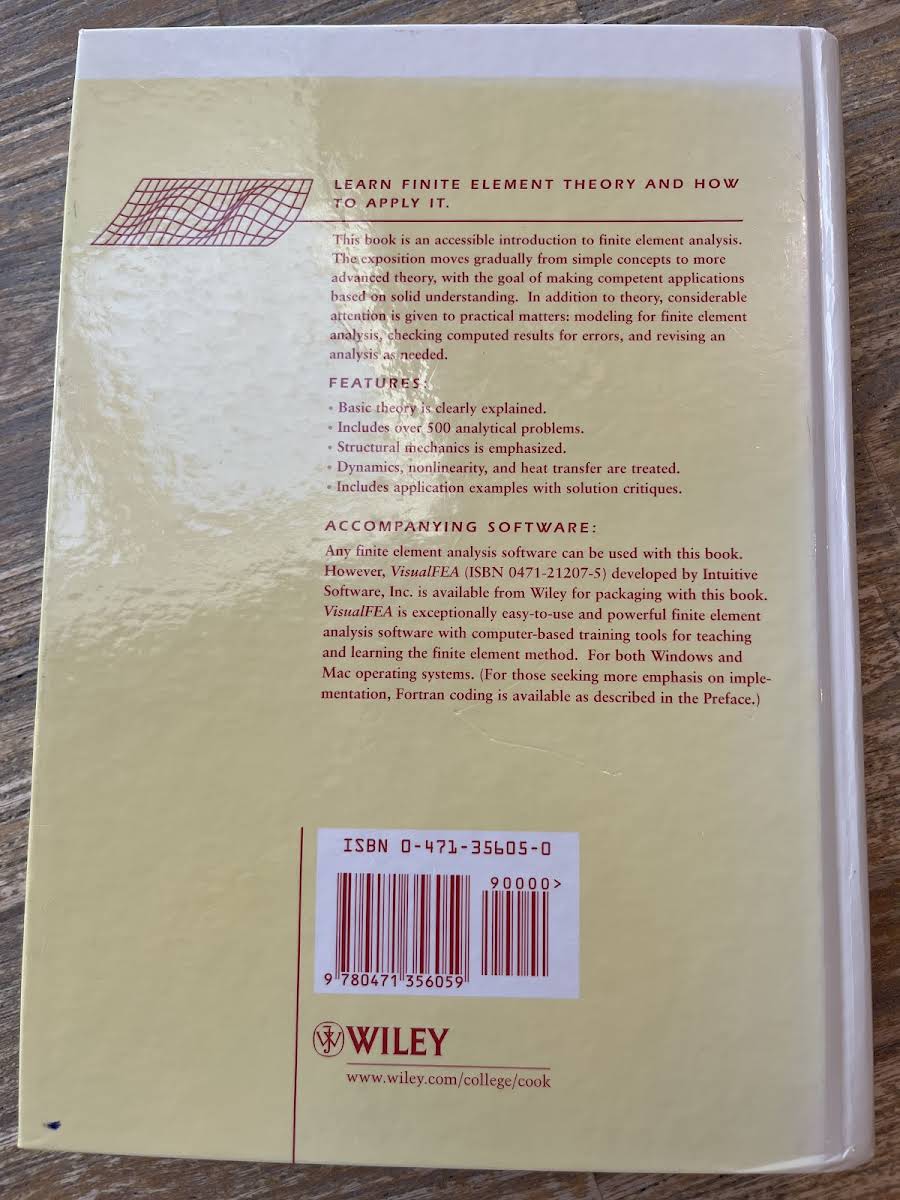 LEARN FINITE ELEMENT THEORY AND HOW
TO APPLY IT.
This book is an accessible introduction to finite element analysis.
The exposition moves gradually from simple concepts to more
advanced theory, with the goal of making competent applications
based on solid understanding. In addition to theory, considerable
attention is given to practical matters: modeling for finite element
analysis, checking computed results for errors, and revising an
analysis as needed.
FEATURES:
• Basic theory is clearly explained.
• Includes over 500 analytical problems.
• Structural mechanics is emphasized.
• Dynamics, nonlinearity, and heat transfer are treated.
• Includes application examples with solution critiques.
ACCOMPANYING SOFTWARE:
Any finite element analysis software can be used with this book.
However, VisualFEA (ISBN 0471-21207-5) developed by Intuitive
Software, Inc. is available from Wiley for packaging with this book.
VisualFEA is exceptionally easy-to-use and powerful finite element
analysis software with computer-based training tools for teaching
and learning the finite element method. For both Windows and
Mac operating systems. (For those seeking more emphasis on imple-
mentation, Fortran coding is available as described in the Preface.)
ISBN 0-471-35605-0
90000>
9 780471 356059
WILEY
www.wiley.com/college/cook